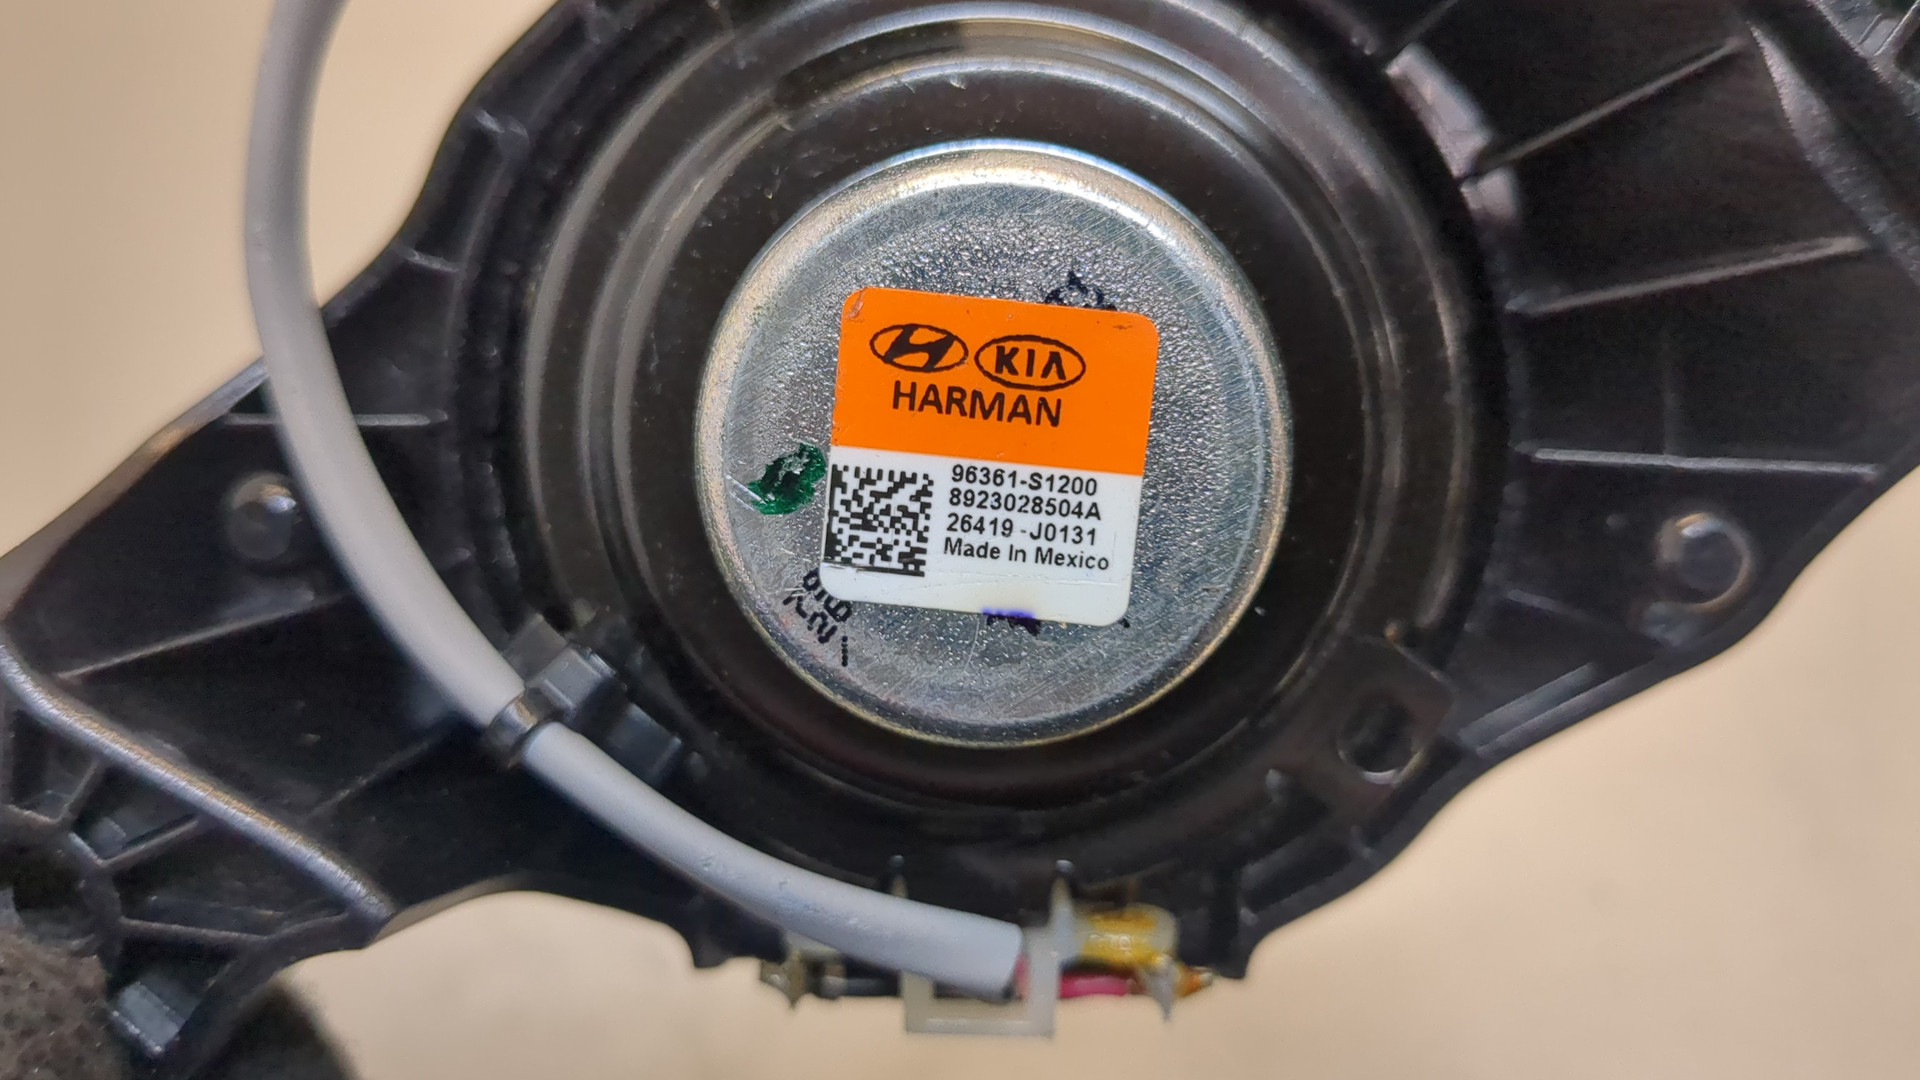 KIA
HARMAN
96361-S1200
8923028504A
26419-J0131
Made In Mexico